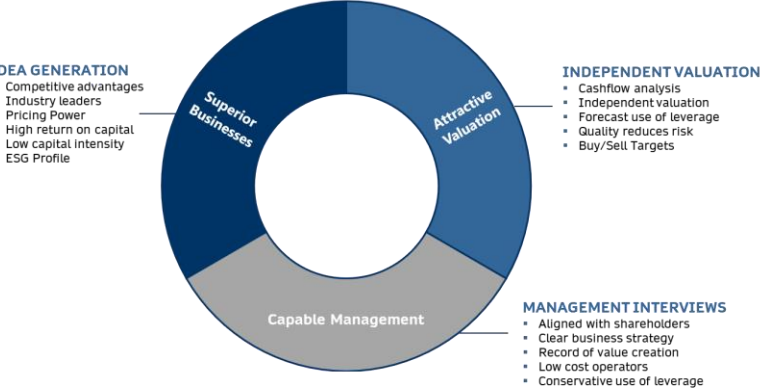 DEA GENERATION
Competitive advantages
Industry leaders
Pricing Power
High return on capital
Low capital intensity
ESG Profile
Superior
Businesses
Attractive
Valuation
INDEPENDENT VALUATION
▪ Cashflow analysis
▪ Independent valuation
▪ Forecast use of leverage
▪ Quality reduces risk
▪ Buy/Sell Targets
Capable Management
MANAGEMENT INTERVIEWS
▪ Aligned with shareholders
▪ Clear business strategy
▪ Record of value creation
▪ Low cost operators
▪ Conservative use of leverage